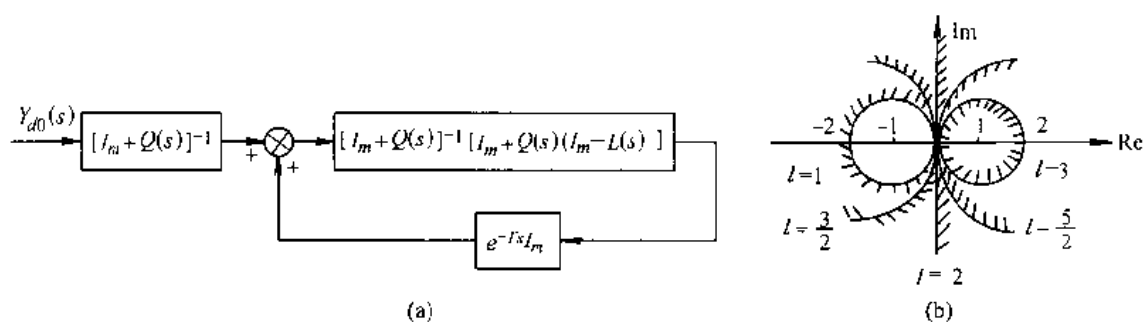 Y_{d0}(s)
[I_m+Q(s)]^{-1}
+
+
[I_m+Q(s)]^{-1}[I_m+Q(s)(I_m-L(s)]
e^{-Ts}I_m
(a)
Im
-2 -1 1 2
Re
l=1
l-3
l=3/2
l-5/2
l= 2
(b)